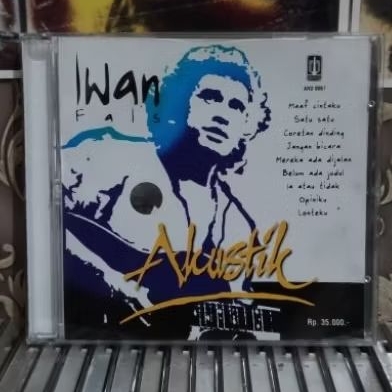 Iwan
Fals
Maaf cintaku
Satu satu
Coretan dinding
Jangan bicara
Mereka ada dijalan
Belum ada judul
ia atau tidak
Opiniku
Lonteku
Akustik
Rp. 35.000,-